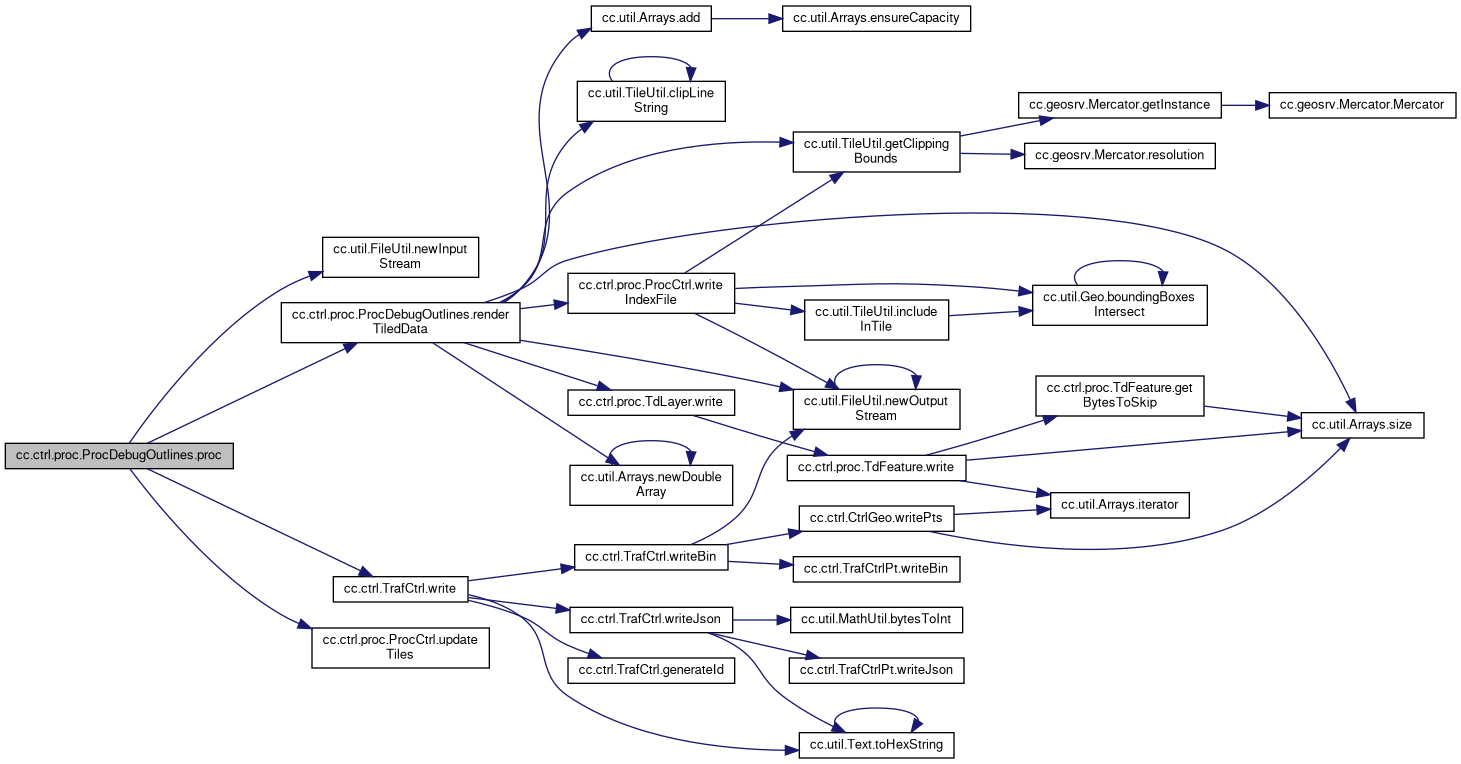 cc.util.Arrays.add
cc.util.Arrays.ensureCapacity
cc.util.TileUtil.clipLine
String
cc.geosrv.Mercator.getInstance
cc.geosrv.Mercator.Mercator
cc.util.TileUtil.getClipping
Bounds
cc.geosrv.Mercator.resolution
cc.util.FileUtil.newInput
Stream
cc.ctrl.proc.ProcDebugOutlines.render
TiledData
cc.ctrl.proc.ProcCtrl.write
IndexFile
cc.util.TileUtil.include
InTile
cc.util.Geo.boundingBoxes
Intersect
cc.ctrl.proc.TdLayer.write
cc.util.FileUtil.newOutput
Stream
cc.ctrl.proc.TdFeature.get
BytesToSkip
cc.util.Arrays.size
cc.ctrl.proc.ProcDebugOutlines.proc
cc.util.Arrays.newDouble
Array
cc.ctrl.proc.TdFeature.write
cc.util.Arrays.iterator
cc.ctrl.CtrlGeo.writePts
cc.ctrl.TrafCtrl.writeBin
cc.ctrl.TrafCtrlPt.writeBin
cc.ctrl.TrafCtrl.write
cc.ctrl.TrafCtrl.writeJson
cc.util.MathUtil.bytesToInt
cc.ctrl.proc.ProcCtrl.update
Tiles
cc.ctrl.TrafCtrl.generateId
cc.ctrl.TrafCtrlPt.writeJson
cc.util.Text.toHexString